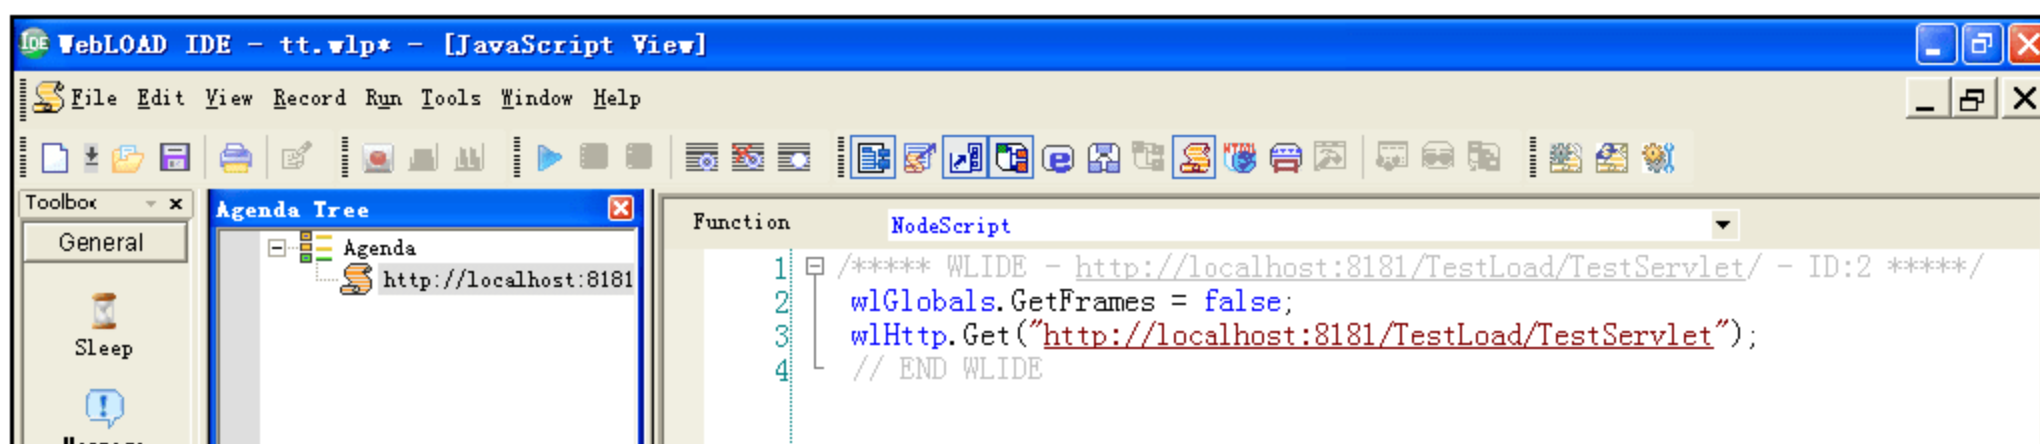 WebLOAD IDE - tt.wlp* - [JavaScript View]
File Edit View Record Run Tools Window Help
Toolbox
General
Sleep
Agenda Tree
Agenda
http://localhost:8181
Function
NodeScript
1 /***** WLIDE - http://localhost:8181/TestLoad/TestServlet/ - ID:2 *****/
2 wlGlobals.GetFrames = false;
3 wlHttp.Get("http://localhost:8181/TestLoad/TestServlet");
4 // END WLIDE